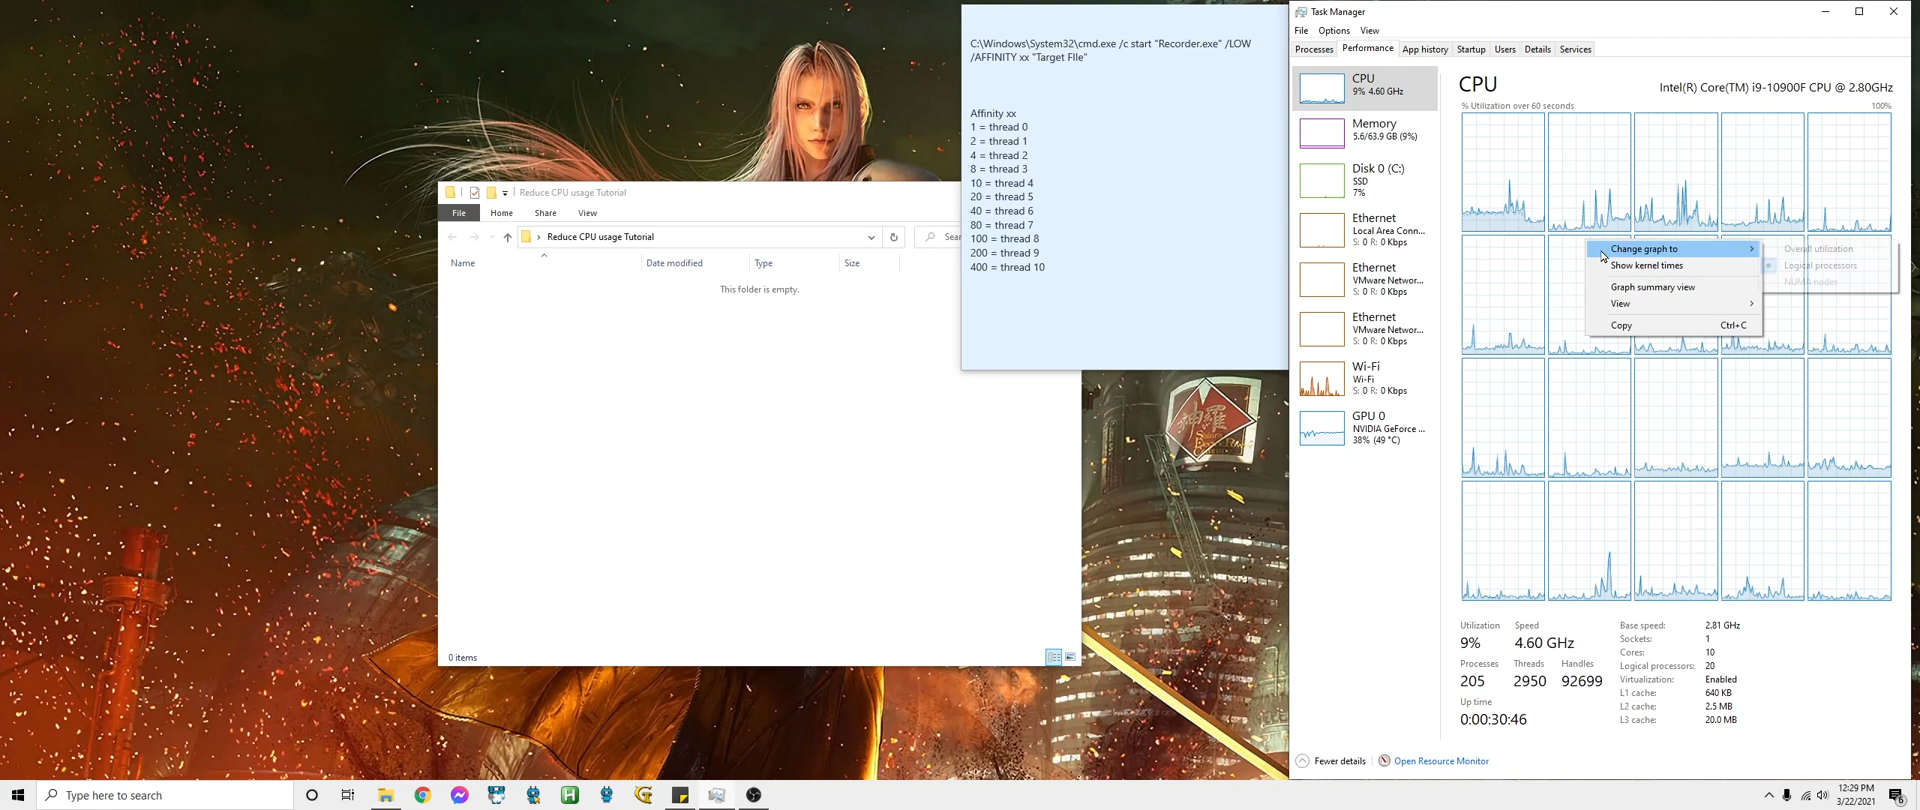 C:\Windows\System32\cmd.exe /c start "Recorder.exe" /LOW
/AFFINITY xx "Target FIle"
Affinity xx
1 = thread 0
2 = thread 1
4 = thread 2
8 = thread 3
10 = thread 4
20 = thread 5
40 = thread 6
80 = thread 7
100 = thread 8
200 = thread 9
400 = thread 10
Reduce CPU usage Tutorial
File Home Share View
Reduce CPU usage Tutorial
Sear
Name Date modified Type Size
This folder is empty.
0 items
神羅
Task Manager
File Options View
Processes Performance App history Startup Users Details Services
CPU
9% 4.60 GHz
Memory
5.6/63.9 GB (9%)
Disk 0 (C:)
SSD
7%
Ethernet
Local Area Conn...
S: 0 R: 0 Kbps
Ethernet
VMware Networ...
S: 0 R: 0 Kbps
Ethernet
VMware Networ...
S: 0 R: 0 Kbps
Wi-Fi
Wi-Fi
S: 0 R: 0 Kbps
GPU 0
NVIDIA GeForce ...
38% (49 °C)
CPU Intel(R) Core(TM) i9-10900F CPU @ 2.80GHz
% Utilization over 60 seconds 100%
Change graph to
Show kernel times
Graph summary view
View
Copy Ctrl+C
Overall utilization
Logical processors
NUMA nodes
Utilization Speed
9% 4.60 GHz
Processes Threads Handles
205 2950 92699
Up time
0:00:30:46
Base speed: 2.81 GHz
Sockets: 1
Cores: 10
Logical processors: 20
Virtualization: Enabled
L1 cache: 640 KB
L2 cache: 2.5 MB
L3 cache: 20.0 MB
Fewer details Open Resource Monitor
Type here to search
12:29 PM
3/22/2021
6